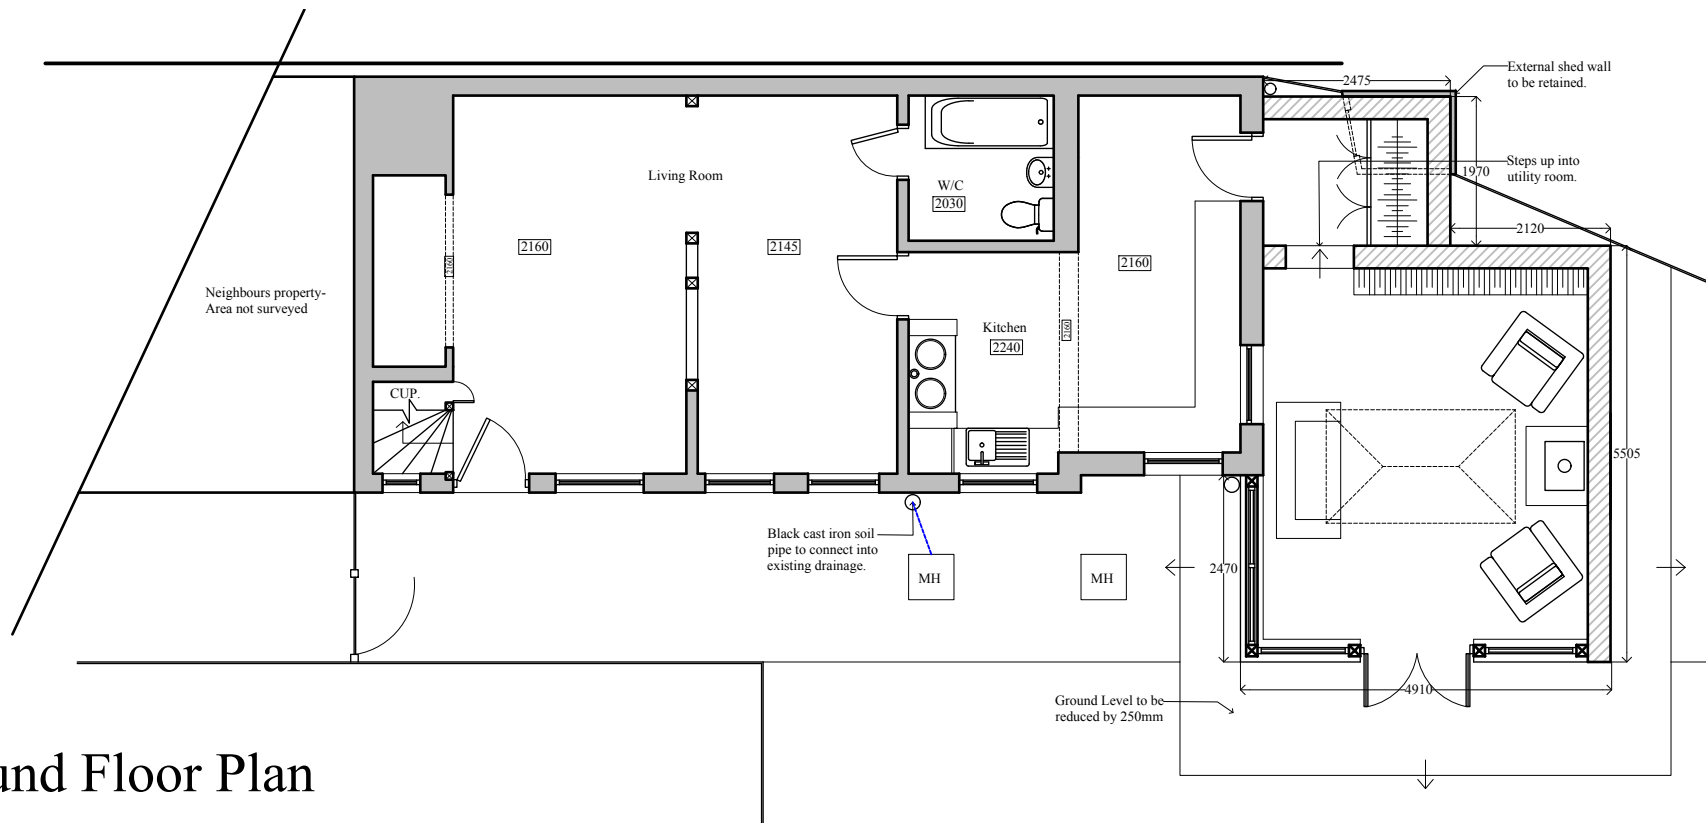 External shed wall
to be retained.
2475
Steps up into
utility room.
1970
2120
Living Room
W/C
2030
2160
2145
2160
2160
Neighbours property-
Area not surveyed
Kitchen
2240
2160
CUP.
5505
Black cast iron soil
pipe to connect into
existing drainage.
MH
MH
2470
4910
Ground Level to be
reduced by 250mm
und Floor Plan